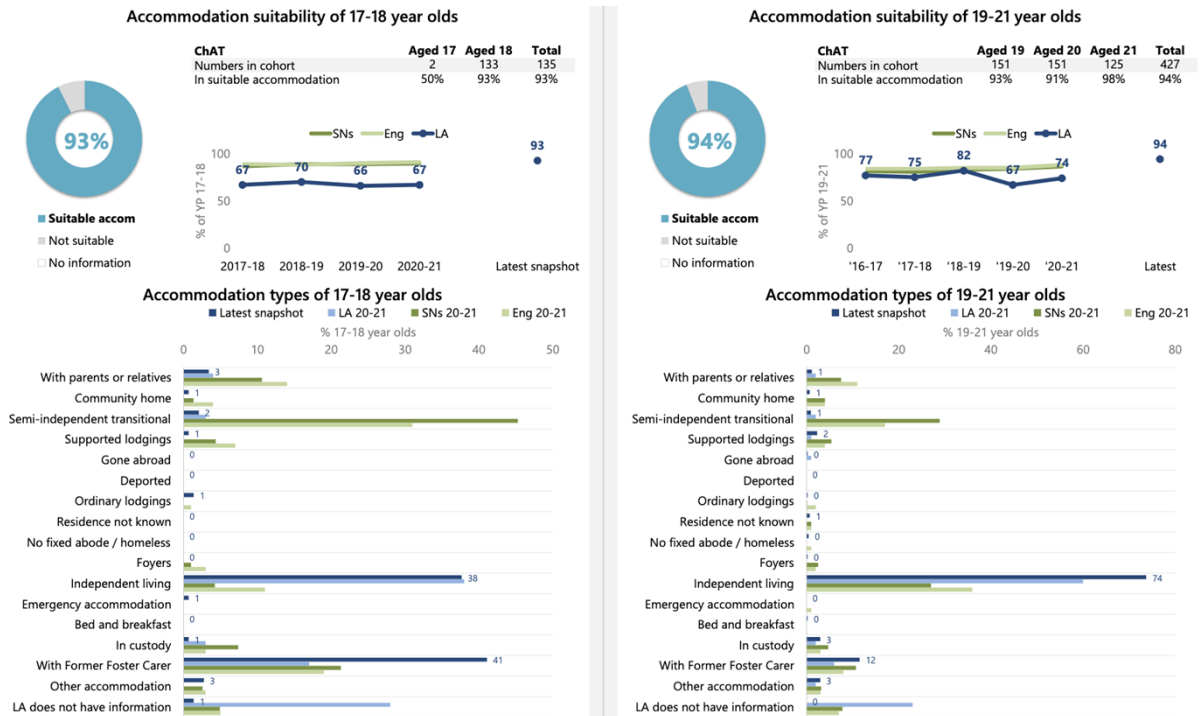 Accommodation suitability of 17-18 year olds
ChAT Aged 17 Aged 18 Total
Numbers in cohort 2 133 135
In suitable accommodation 50% 93% 93%
93%
Suitable accom
Not suitable
No information
SNs Eng LA
% of YP 17-18
100
50
0
67 70 66 67 93
2017-18 2018-19 2019-20 2020-21 Latest snapshot
Accommodation types of 17-18 year olds
Latest snapshot LA 20-21 SNs 20-21 Eng 20-21
% 17-18 year olds
0 10 20 30 40 50
With parents or relatives 3
Community home 1
Semi-independent transitional 2
Supported lodgings 1
Gone abroad 0
Deported 0
Ordinary lodgings 1
Residence not known 0
No fixed abode / homeless 0
Foyers 0
Independent living 38
Emergency accommodation 1
Bed and breakfast 0
In custody 1
With Former Foster Carer 41
Other accommodation 3
LA does not have information 1
Accommodation suitability of 19-21 year olds
ChAT Aged 19 Aged 20 Aged 21 Total
Numbers in cohort 151 151 125 427
In suitable accommodation 93% 91% 98% 94%
94%
Suitable accom
Not suitable
No information
SNs Eng LA
% of YP 19-21
100
50
0
77 75 82 67 74 94
'16-17 '17-18 '18-19 '19-20 '20-21 Latest
Accommodation types of 19-21 year olds
Latest snapshot LA 20-21 SNs 20-21 Eng 20-21
% 19-21 year olds
0 20 40 60 80
With parents or relatives 1
Community home 1
Semi-independent transitional 1
Supported lodgings 2
Gone abroad 0
Deported 0
Ordinary lodgings 0
Residence not known 1
No fixed abode / homeless 0
Foyers 0
Independent living 74
Emergency accommodation 0
Bed and breakfast 0
In custody 3
With Former Foster Carer 12
Other accommodation 3
LA does not have information 0